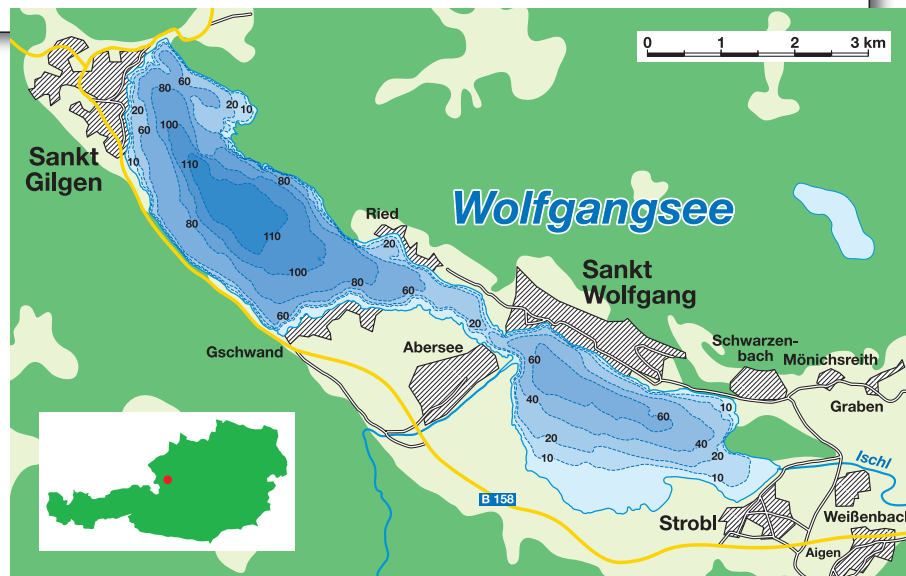 0 1 2 3 km
Sankt
Gilgen
Wolfgangsee
Ried
Sankt
Wolfgang
Gschwand
Abersee
Schwarzen-
bach
Mönichsreith
Graben
Ischl
B 158
Strobl
Weißenbach
Aigen
60
80
20
10
20
100
60
110
10
80
80
110
20
100
80
60
60
20
60
40
60
10
20
40
10
20
10